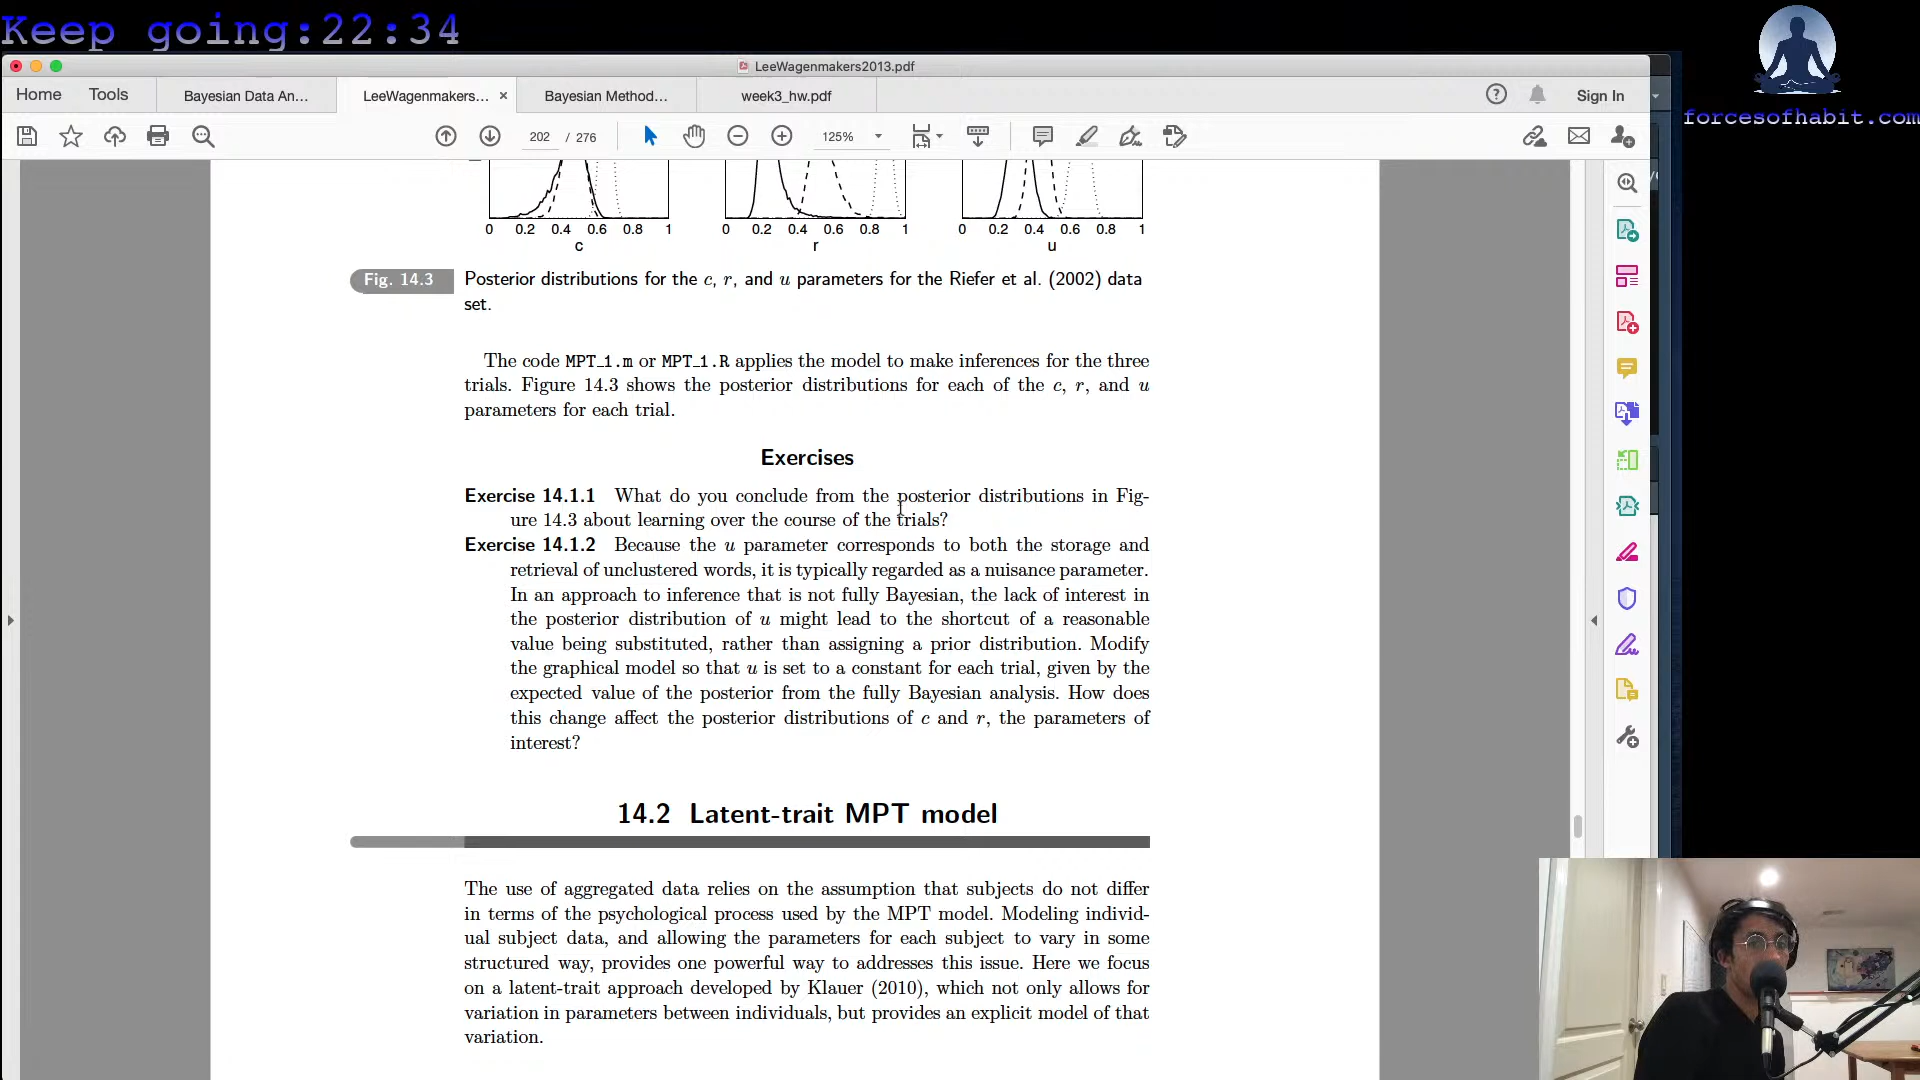 Keep going:22:34
forcesofhabit.com
LeeWagenmakers2013.pdf
Home Tools Bayesian Data An... LeeWagenmakers... × Bayesian Method... week3_hw.pdf Sign In
202 / 276 125%
0 0.2 0.4 0.6 0.8 1 0 0.2 0.4 0.6 0.8 1 0 0.2 0.4 0.6 0.8 1
c r u
Fig. 14.3 Posterior distributions for the c, r, and u parameters for the Riefer et al. (2002) data
set.
The code MPT_1.m or MPT_1.R applies the model to make inferences for the three
trials. Figure 14.3 shows the posterior distributions for each of the c, r, and u
parameters for each trial.
Exercises
Exercise 14.1.1 What do you conclude from the posterior distributions in Fig-
ure 14.3 about learning over the course of the trials?
Exercise 14.1.2 Because the u parameter corresponds to both the storage and
retrieval of unclustered words, it is typically regarded as a nuisance parameter.
In an approach to inference that is not fully Bayesian, the lack of interest in
the posterior distribution of u might lead to the shortcut of a reasonable
value being substituted, rather than assigning a prior distribution. Modify
the graphical model so that u is set to a constant for each trial, given by the
expected value of the posterior from the fully Bayesian analysis. How does
this change affect the posterior distributions of c and r, the parameters of
interest?
14.2 Latent-trait MPT model
The use of aggregated data relies on the assumption that subjects do not differ
in terms of the psychological process used by the MPT model. Modeling individ-
ual subject data, and allowing the parameters for each subject to vary in some
structured way, provides one powerful way to addresses this issue. Here we focus
on a latent-trait approach developed by Klauer (2010), which not only allows for
variation in parameters between individuals, but provides an explicit model of that
variation.